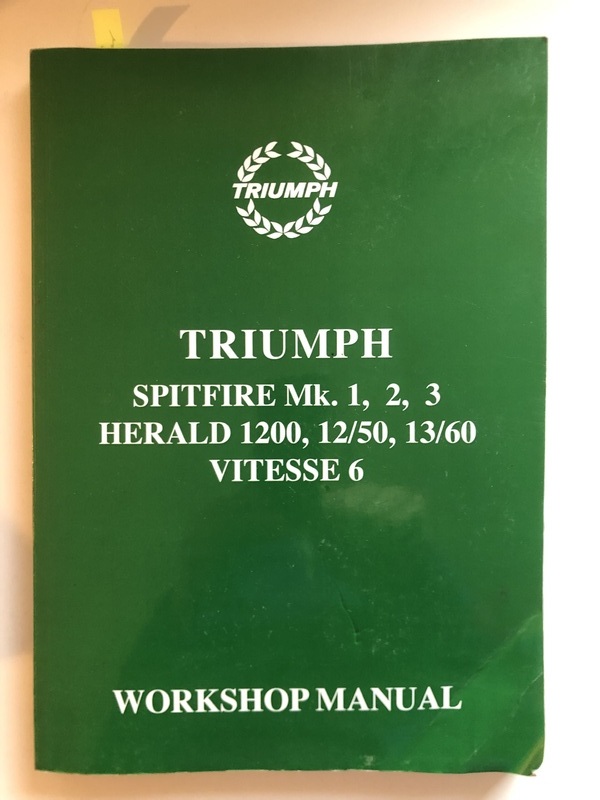 TRIUMPH
TRIUMPH
SPITFIRE Mk. 1, 2, 3
HERALD 1200, 12/50, 13/60
VITESSE 6
WORKSHOP MANUAL